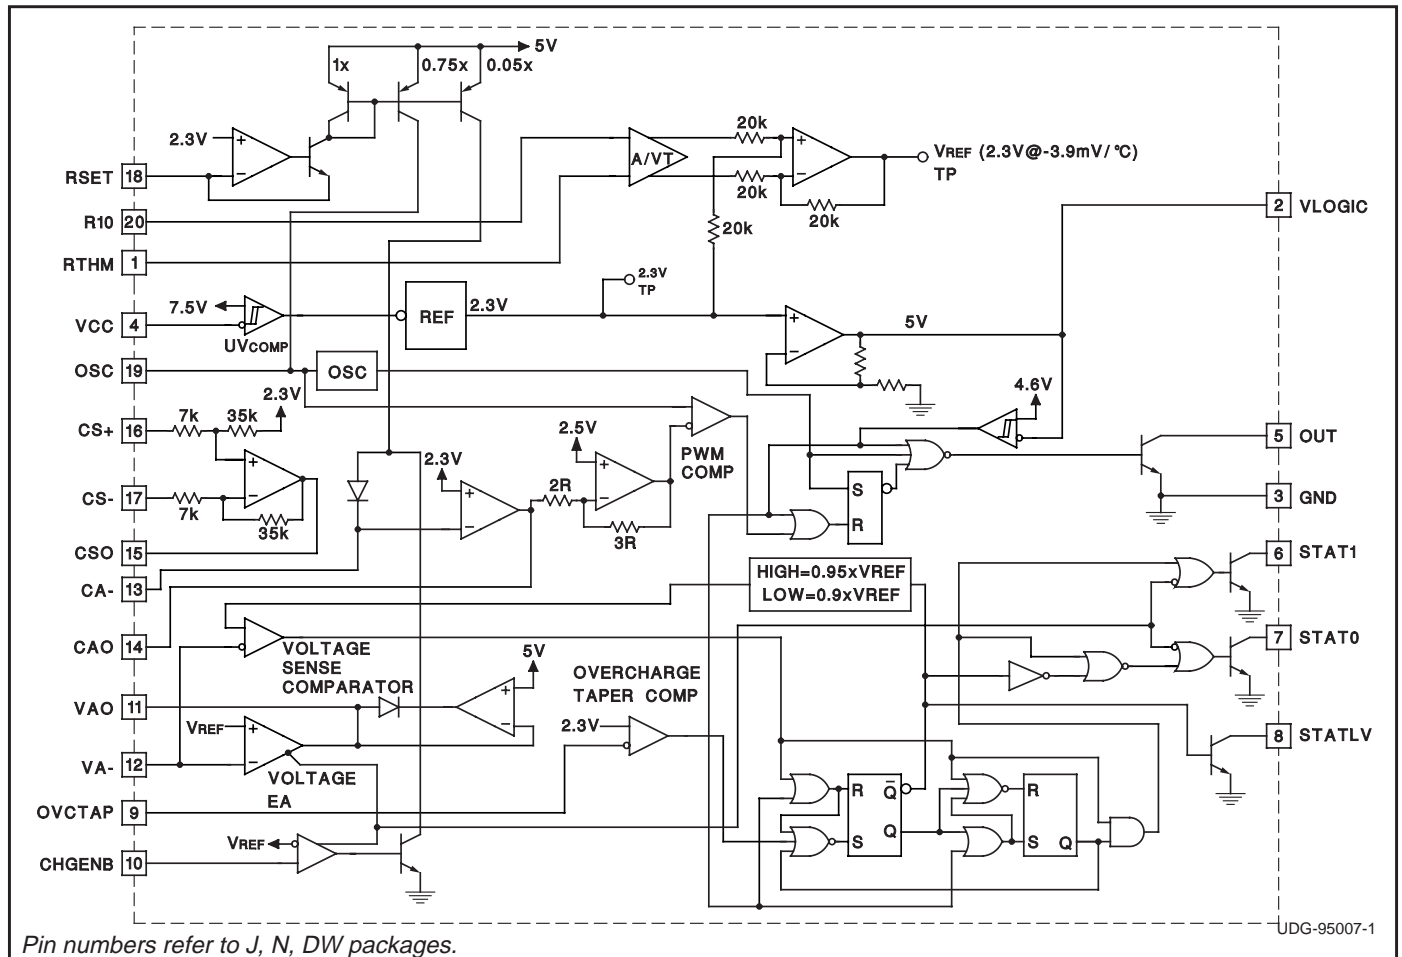 5V
1x
0.75x
0.05x
2.3V
+
−
RSET 18
R10 20
RTHM 1
A/VT
20k
20k
20k
20k
+
−
VREF (2.3V@-3.9mV/°C)
TP
2 VLOGIC
7.5V
VCC 4
UVCOMP
REF
2.3V
2.3V
TP
+
−
5V
OSC 19
OSC
4.6V
2.3V
7k
35k
CS+ 16
+
−
CS- 17
7k
35k
CSO 15
CA- 13
CAO 14
2.3V
+
−
2R
2.5V
+
−
3R
PWM
COMP
S
R
5 OUT
3 GND
6 STAT1
7 STAT0
8 STATLV
HIGH=0.95xVREF
LOW=0.9xVREF
VOLTAGE
SENSE
COMPARATOR
5V
+
−
OVERCHARGE
TAPER COMP
2.3V
VAO 11
VREF
+
−
VA- 12
VOLTAGE
EA
OVCTAP 9
VREF
CHGENB 10
R
Q̅
Q
S
R
S
Q
UDG-95007-1
Pin numbers refer to J, N, DW packages.